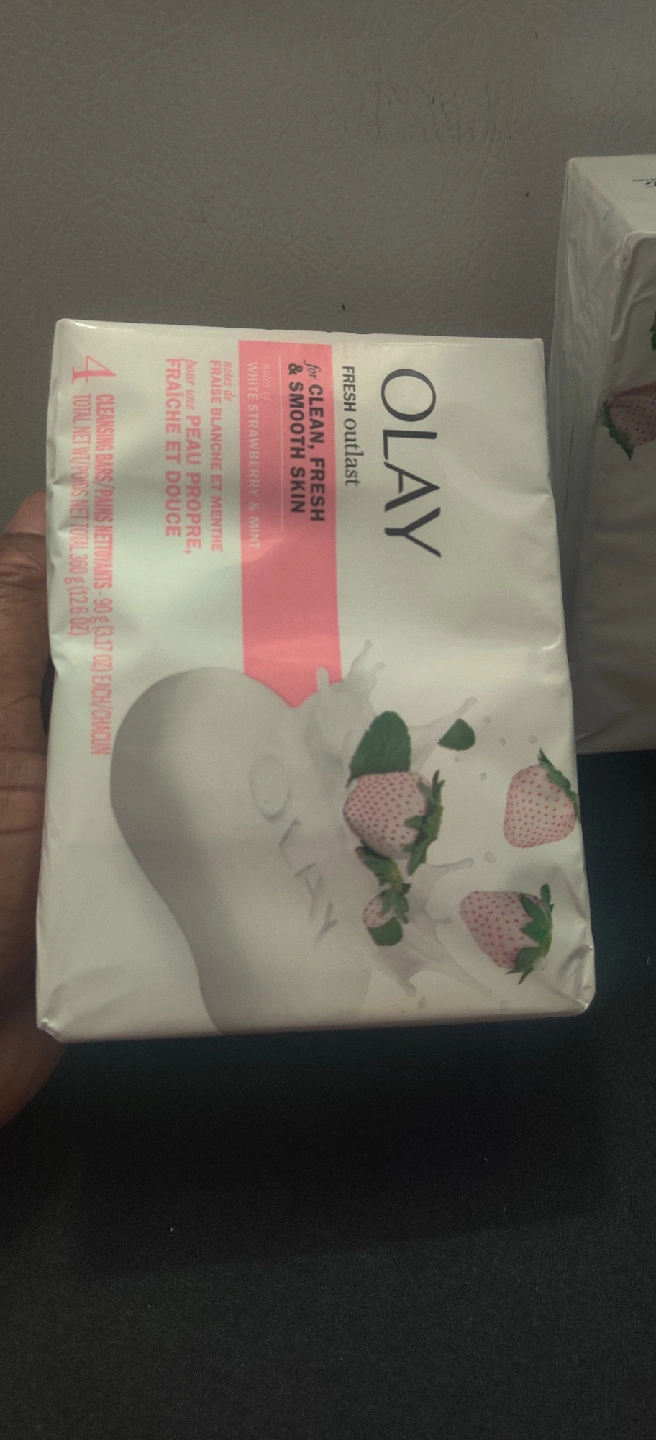 OLAY
FRESH outlast
for CLEAN, FRESH
& SMOOTH SKIN
notes of
WHITE STRAWBERRY & MINT
notes de
FRAISE BLANCHE ET MENTHE
pour une PEAU PROPRE,
FRAÎCHE ET DOUCE
4 CLEANSING BARS/PAINS NETTOYANTS - 90 g (3.17 OZ) EACH/CHACUN
TOTAL NET WT/POIDS NET TOTAL 360 g (12.6 OZ)
OLAY